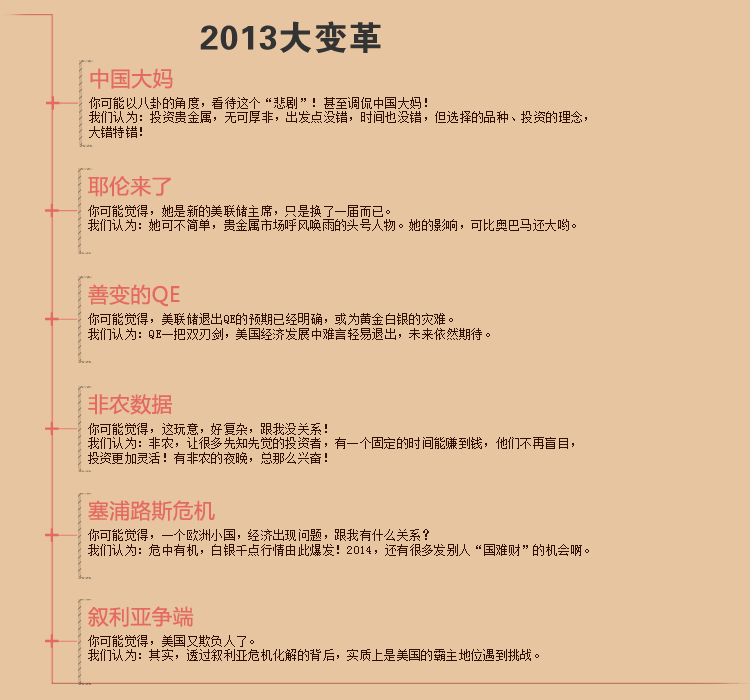 2013大变革
中国大妈
你可能以八卦的角度，看待这个“悲剧”！甚至调侃中国大妈！
我们认为：投资贵金属，无可厚非，出发点没错，时间也没错，但选择的品种、投资的理念，
大错特错！
耶伦来了
你可能觉得，她是新的美联储主席，只是换了一届而已。
我们认为：她可不简单，贵金属市场呼风唤雨的头号人物。她的影响，可比奥巴马还大哟。
善变的QE
你可能觉得，美联储退出QE的预期已经明确，或为黄金白银的灾难。
我们认为：QE一把双刃剑，美国经济发展中难言轻易退出，未来依然期待。
非农数据
你可能觉得，这玩意，好复杂，跟我没关系！
我们认为：非农，让很多先知先觉的投资者，有一个固定的时间能赚到钱，他们不再盲目，
投资更加灵活！有非农的夜晚，总那么兴奋！
塞浦路斯危机
你可能觉得，一个欧洲小国，经济出现问题，跟我有什么关系？
我们认为：危中有机，白银千点行情由此爆发！2014，还有很多发别人“国难财”的机会啊。
叙利亚争端
你可能觉得，美国又欺负人了。
我们认为：其实，透过叙利亚危机化解的背后，实质上是美国的霸主地位遇到挑战。